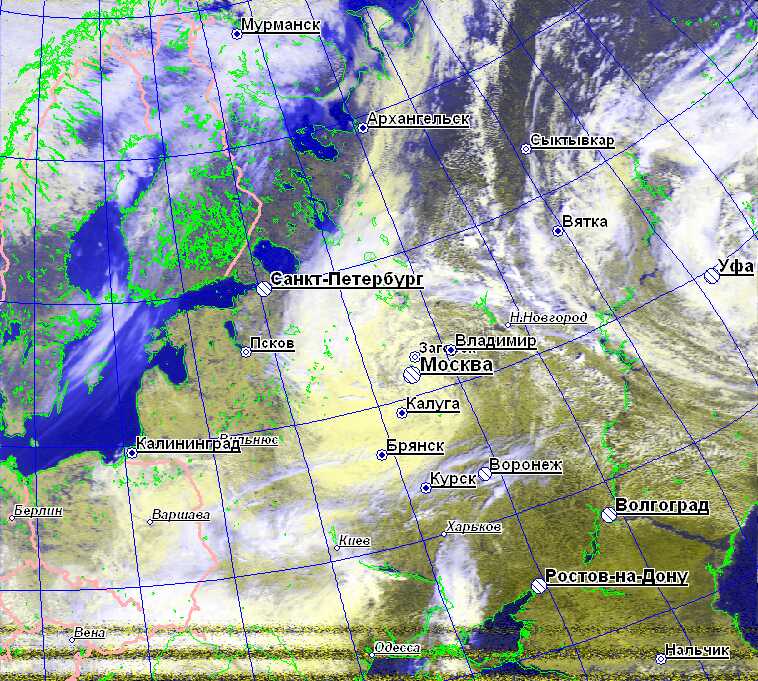 Мурманск
Архангельск
Сыктывкар
Вятка
Уфа
Санкт-Петербург
Н.Новгород
Псков
Владимир
Москва
Калуга
Вильнюс
Калининград
Брянск
Воронеж
Курск
Берлин
Варшава
Волгоград
Харьков
Киев
Ростов-на-Дону
Вена
Одесса
Нальчик